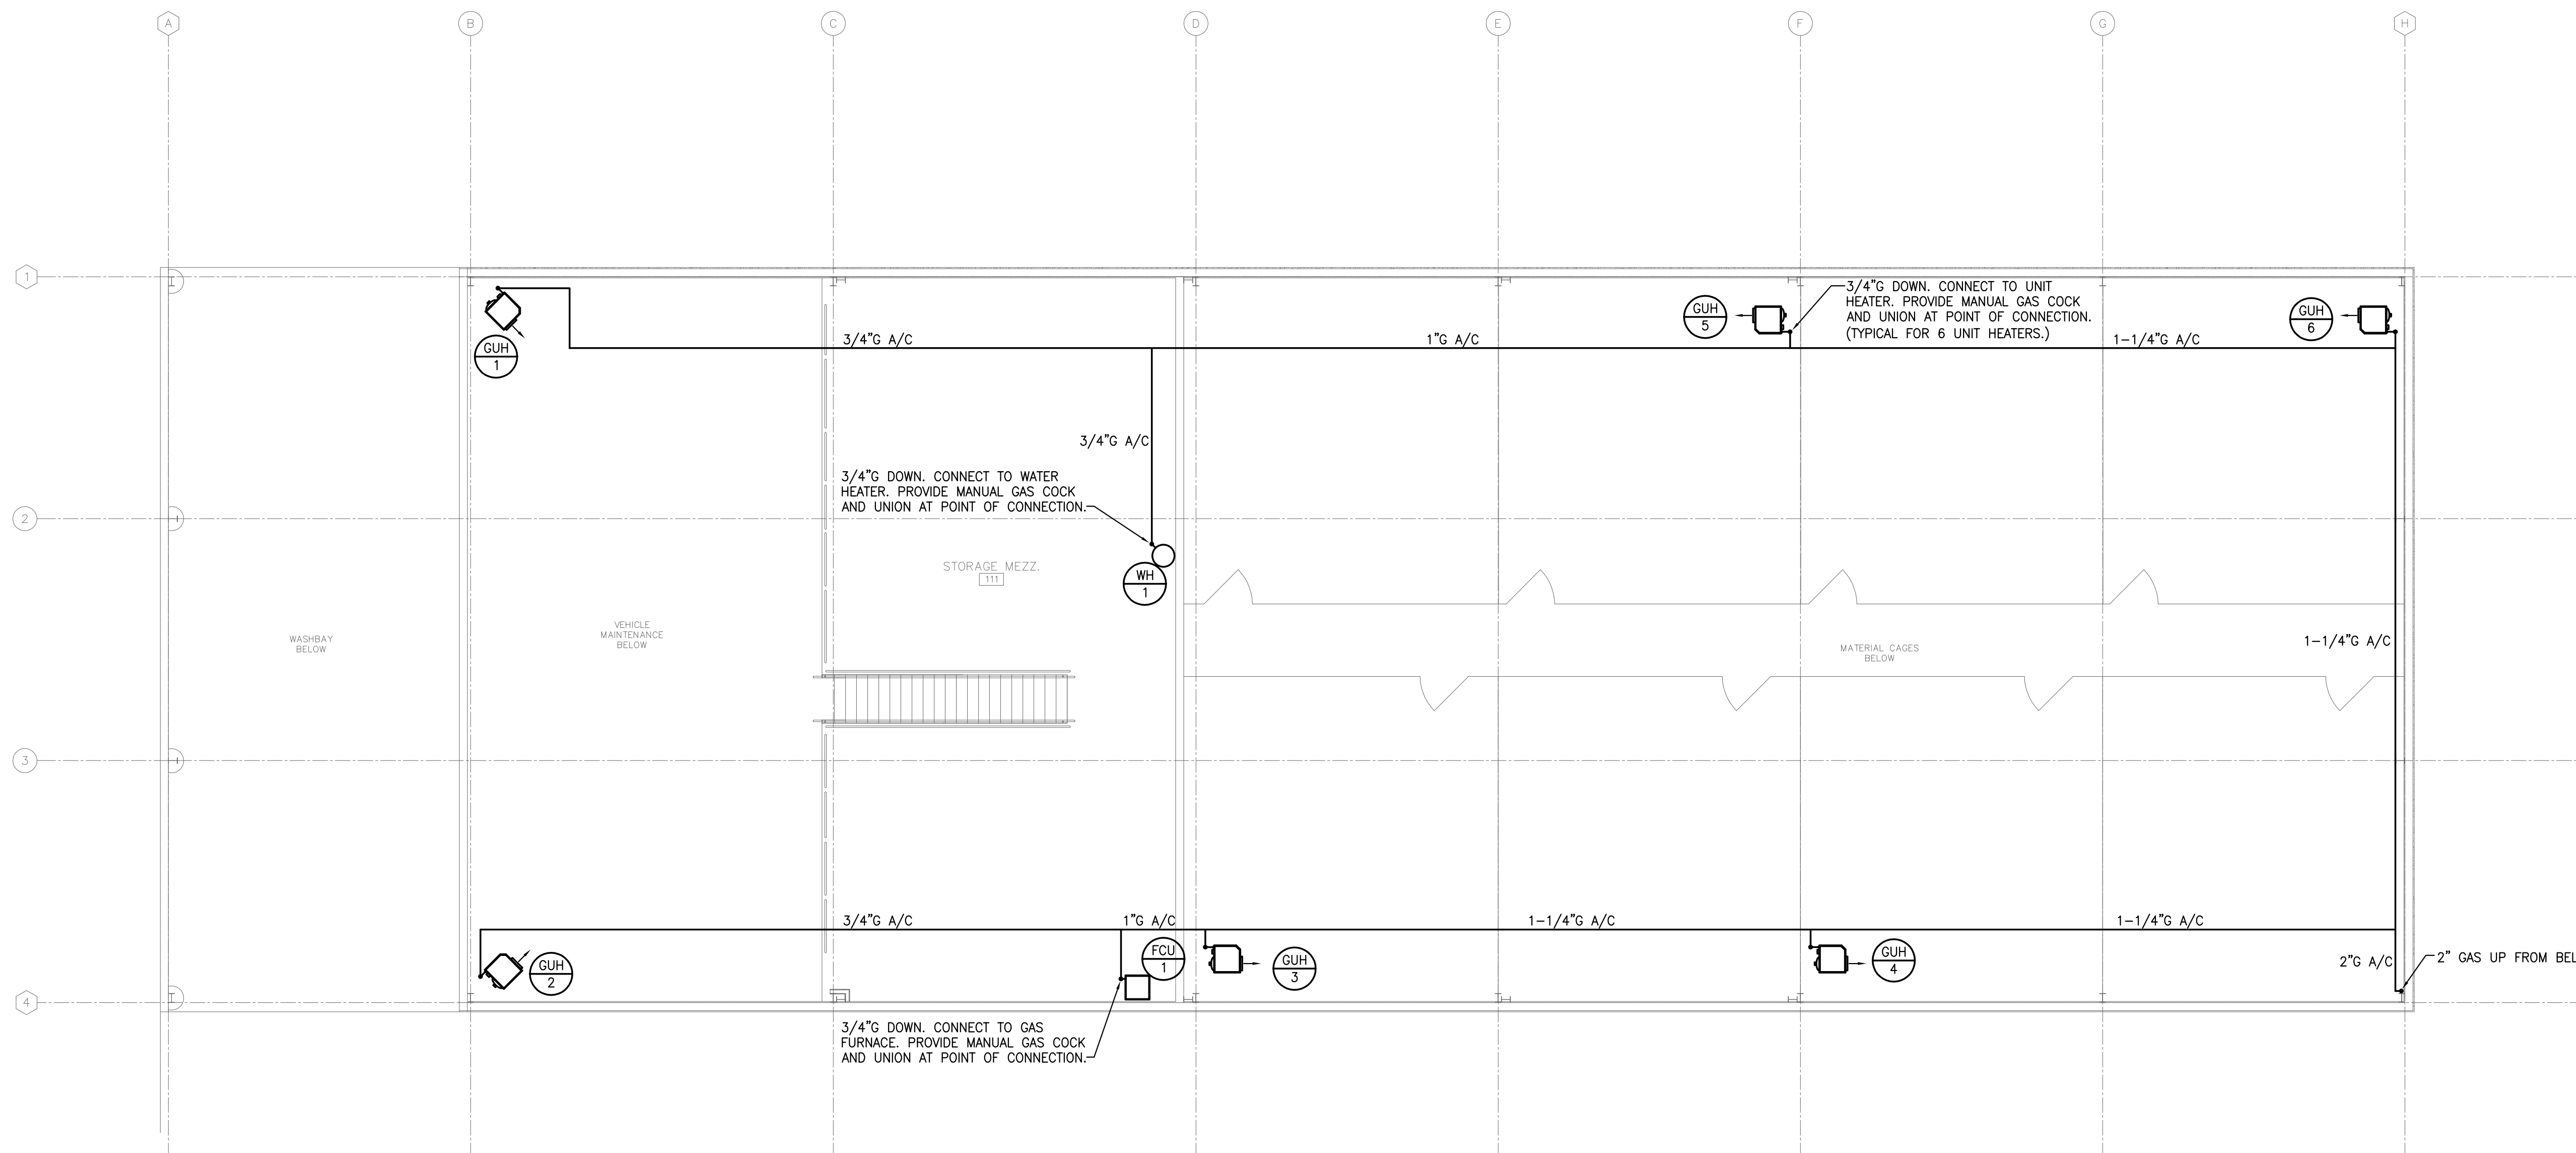 A
B
C
D
E
F
G
H
1
3/4"G DOWN. CONNECT TO UNIT
HEATER. PROVIDE MANUAL GAS COCK
AND UNION AT POINT OF CONNECTION.
(TYPICAL FOR 6 UNIT HEATERS.)
GUH
5
GUH
6
GUH
1
3/4"G A/C
1"G A/C
1-1/4"G A/C
3/4"G A/C
3/4"G DOWN. CONNECT TO WATER
HEATER. PROVIDE MANUAL GAS COCK
AND UNION AT POINT OF CONNECTION.
2
STORAGE MEZZ.
111
WH
1
WASHBAY
BELOW
VEHICLE
MAINTENANCE
BELOW
MATERIAL CAGES
BELOW
1-1/4"G A/C
3
3/4"G A/C
1"G A/C
1-1/4"G A/C
1-1/4"G A/C
GUH
2
FCU
1
GUH
3
GUH
4
2"G A/C
2" GAS UP FROM BEL
4
3/4"G DOWN. CONNECT TO GAS
FURNACE. PROVIDE MANUAL GAS COCK
AND UNION AT POINT OF CONNECTION.